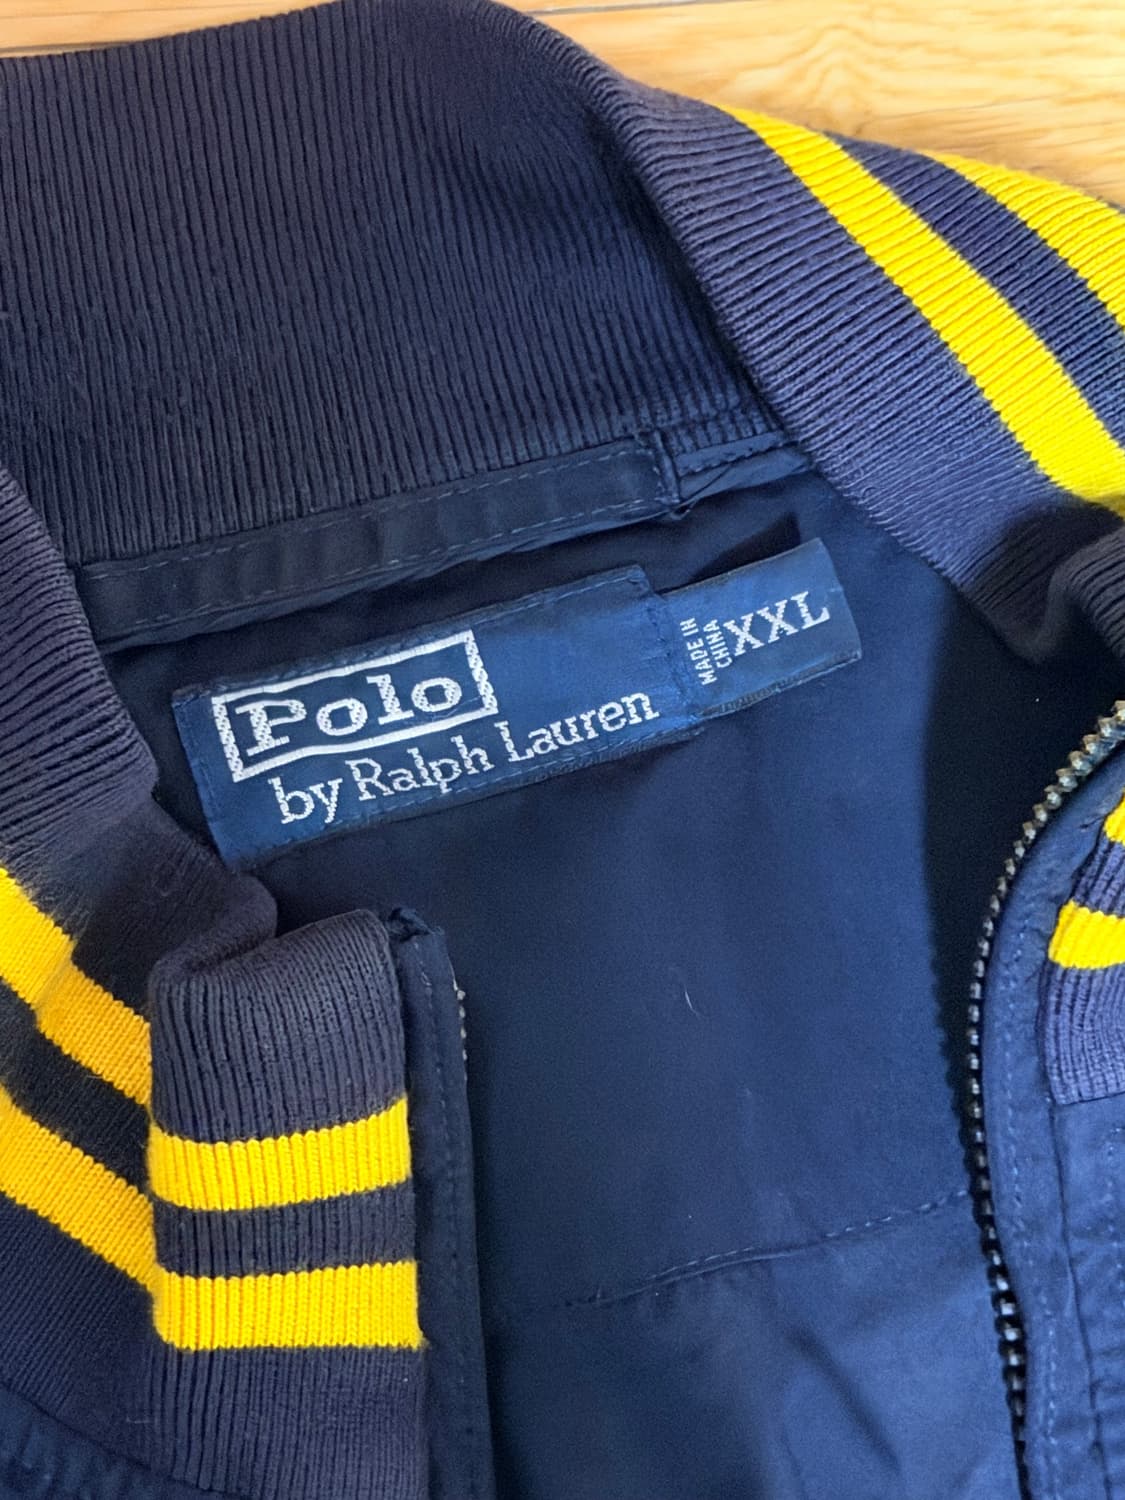 Polo
by Ralph Lauren
MADE IN
CHINA
XXL